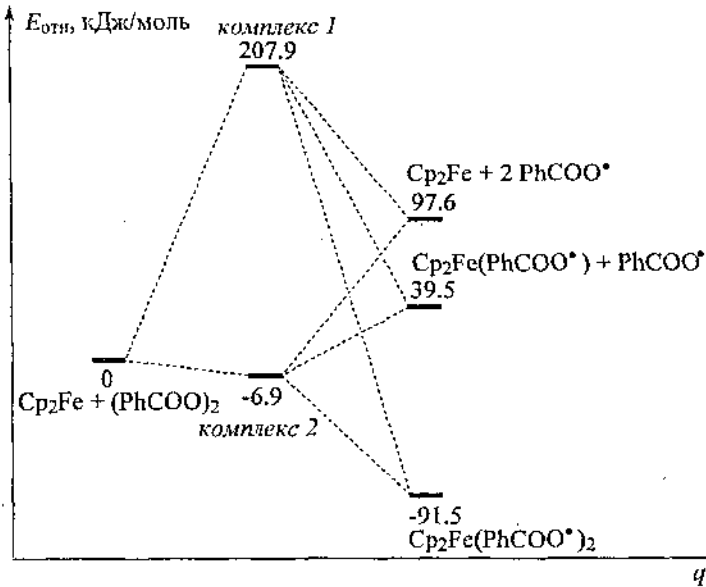 E_отн, кДж/моль
комплекс 1
207.9
Cp₂Fe + 2 PhCOO•
97.6
Cp₂Fe(PhCOO•) + PhCOO•
39.5
0
Cp₂Fe + (PhCOO)₂
-6.9
комплекс 2
-91.5
Cp₂Fe(PhCOO•)₂
q